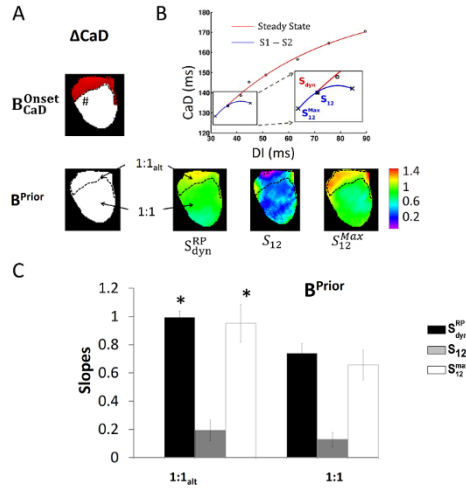 A
ΔCaD
B^Onset_CaD
#
B
CaD (ms)
180
170
160
150
140
130
120
Steady State
S1 − S2
S_dyn
S_12
S_12^Max
30 40 50 60 70 80 90
DI (ms)
B^Prior
1:1_alt
1:1
S_dyn^RP
S_12
S_12^Max
1.4
1
0.6
0.2
C
B^Prior
Slopes
1.2
1
0.8
0.6
0.4
0.2
0
* *
1:1_alt
1:1
S_dyn^RP
S_12
S_12^max